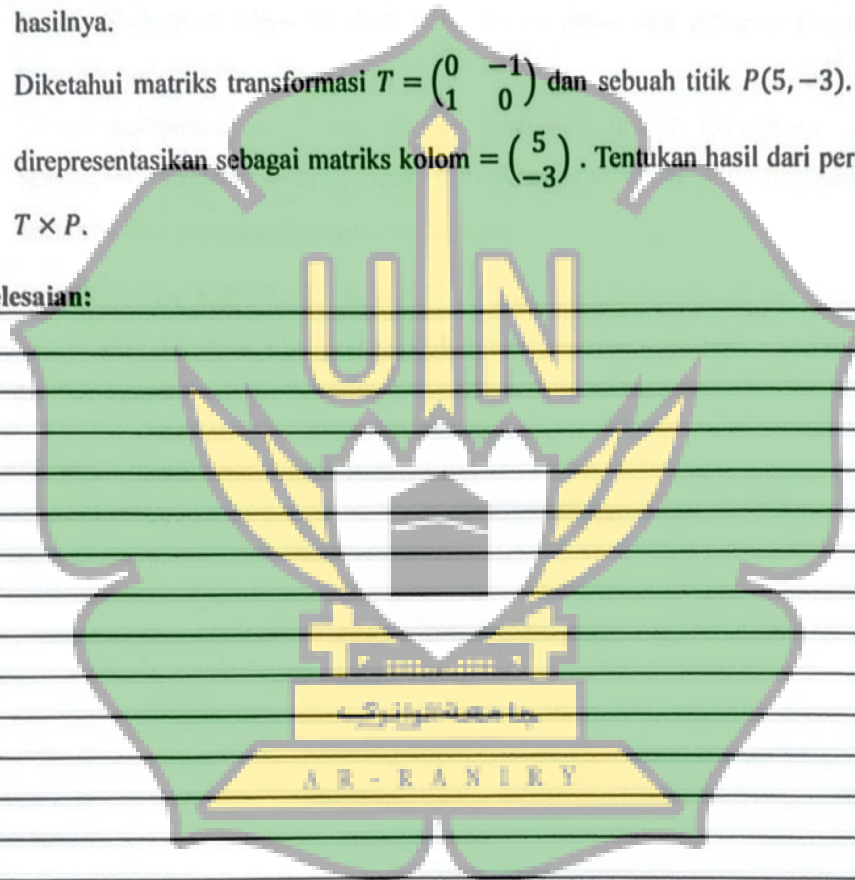 hasilnya.
Diketahui matriks transformasi T = (0 −1
1 0) dan sebuah titik P(5, −3).
direpresentasikan sebagai matriks kolom = (5
−3) . Tentukan hasil dari per
T × P.
elesaian:
U I N
جامعة الرانري
A R - R A N I R Y